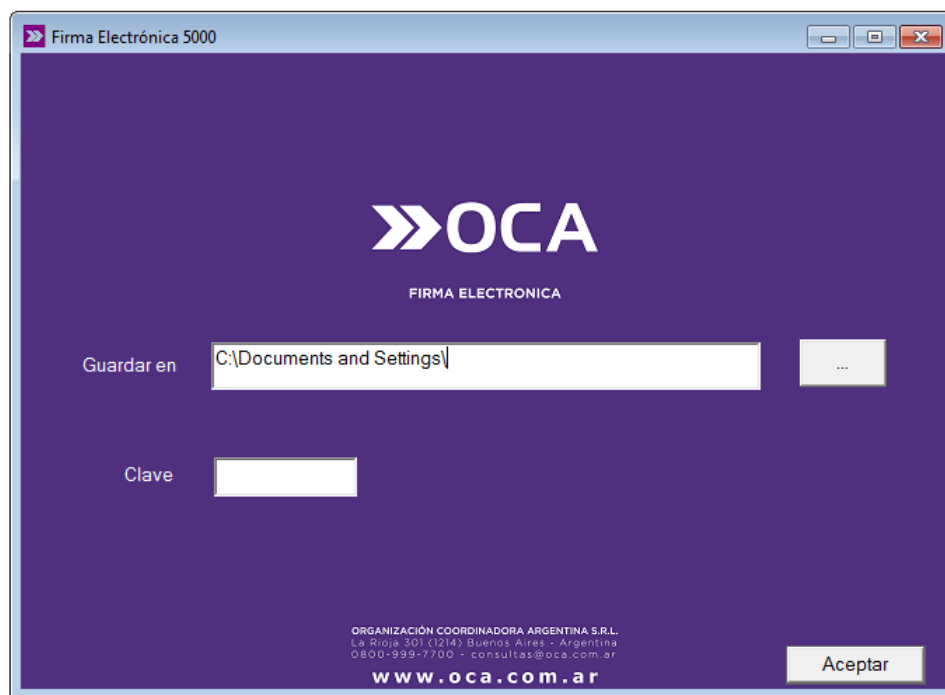 Firma Electrónica 5000
OCA
FIRMA ELECTRONICA
Guardar en
C:\Documents and Settings\
...
Clave
ORGANIZACIÓN COORDINADORA ARGENTINA S.R.L.
La Rioja 301 (1214) Buenos Aires - Argentina
0800-999-7700 - consultas@oca.com.ar
www.oca.com.ar
Aceptar